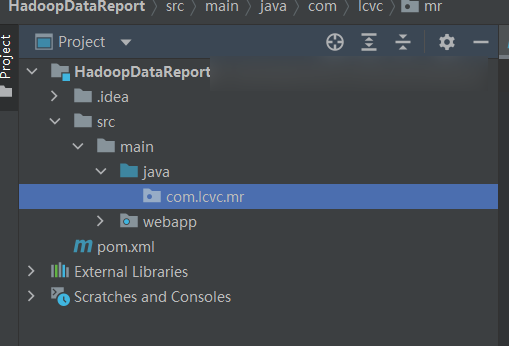 HadoopDataReport › src › main › java › com › lcvc › mr
Project
Project
HadoopDataReport
.idea
src
main
java
com.lcvc.mr
webapp
m pom.xml
External Libraries
Scratches and Consoles